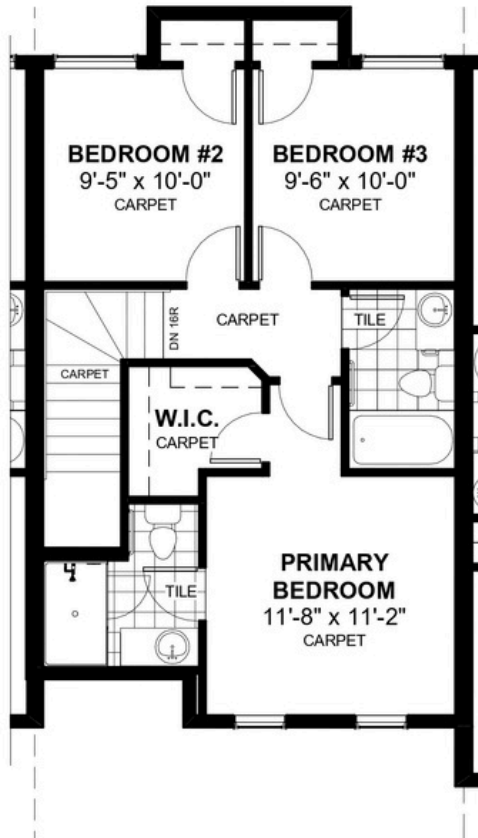 BEDROOM #2
9'-5" x 10'-0"
CARPET
BEDROOM #3
9'-6" x 10'-0"
CARPET
DN 16R
CARPET
TILE
CARPET
W.I.C.
CARPET
PRIMARY
BEDROOM
11'-8" x 11'-2"
CARPET
TILE